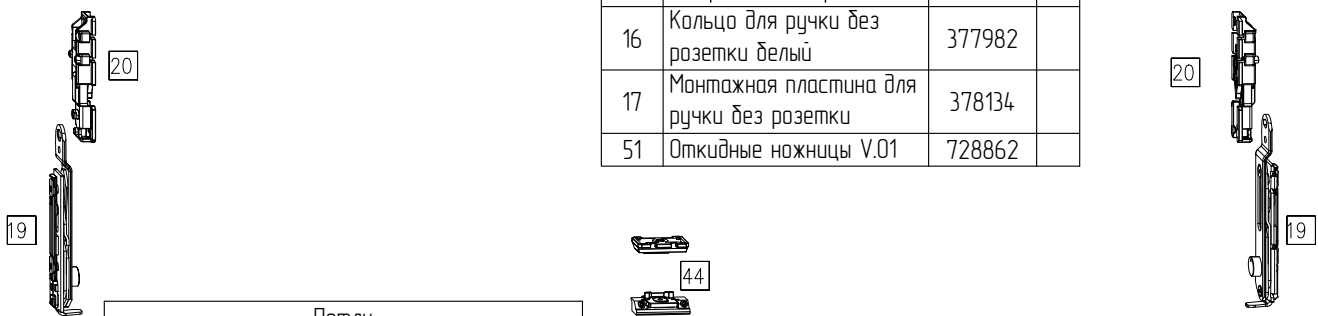 20
16 Кольцо для ручки без розетки белый 377982
17 Монтажная пластина для ручки без розетки 378134
51 Откидные ножницы V.01 728862
20
19
44
19